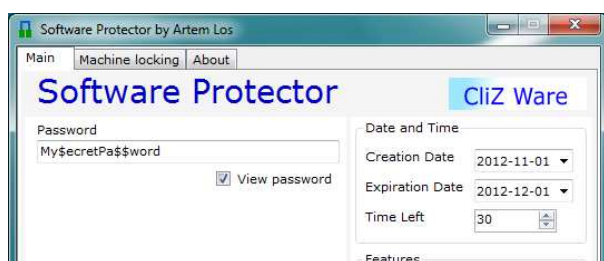 Software Protector by Artem Los
Main Machine locking About
Software Protector
CliZ Ware
Password
My$ecretPa$$word
View password
Date and Time
Creation Date 2012-11-01
Expiration Date 2012-12-01
Time Left 30
Features